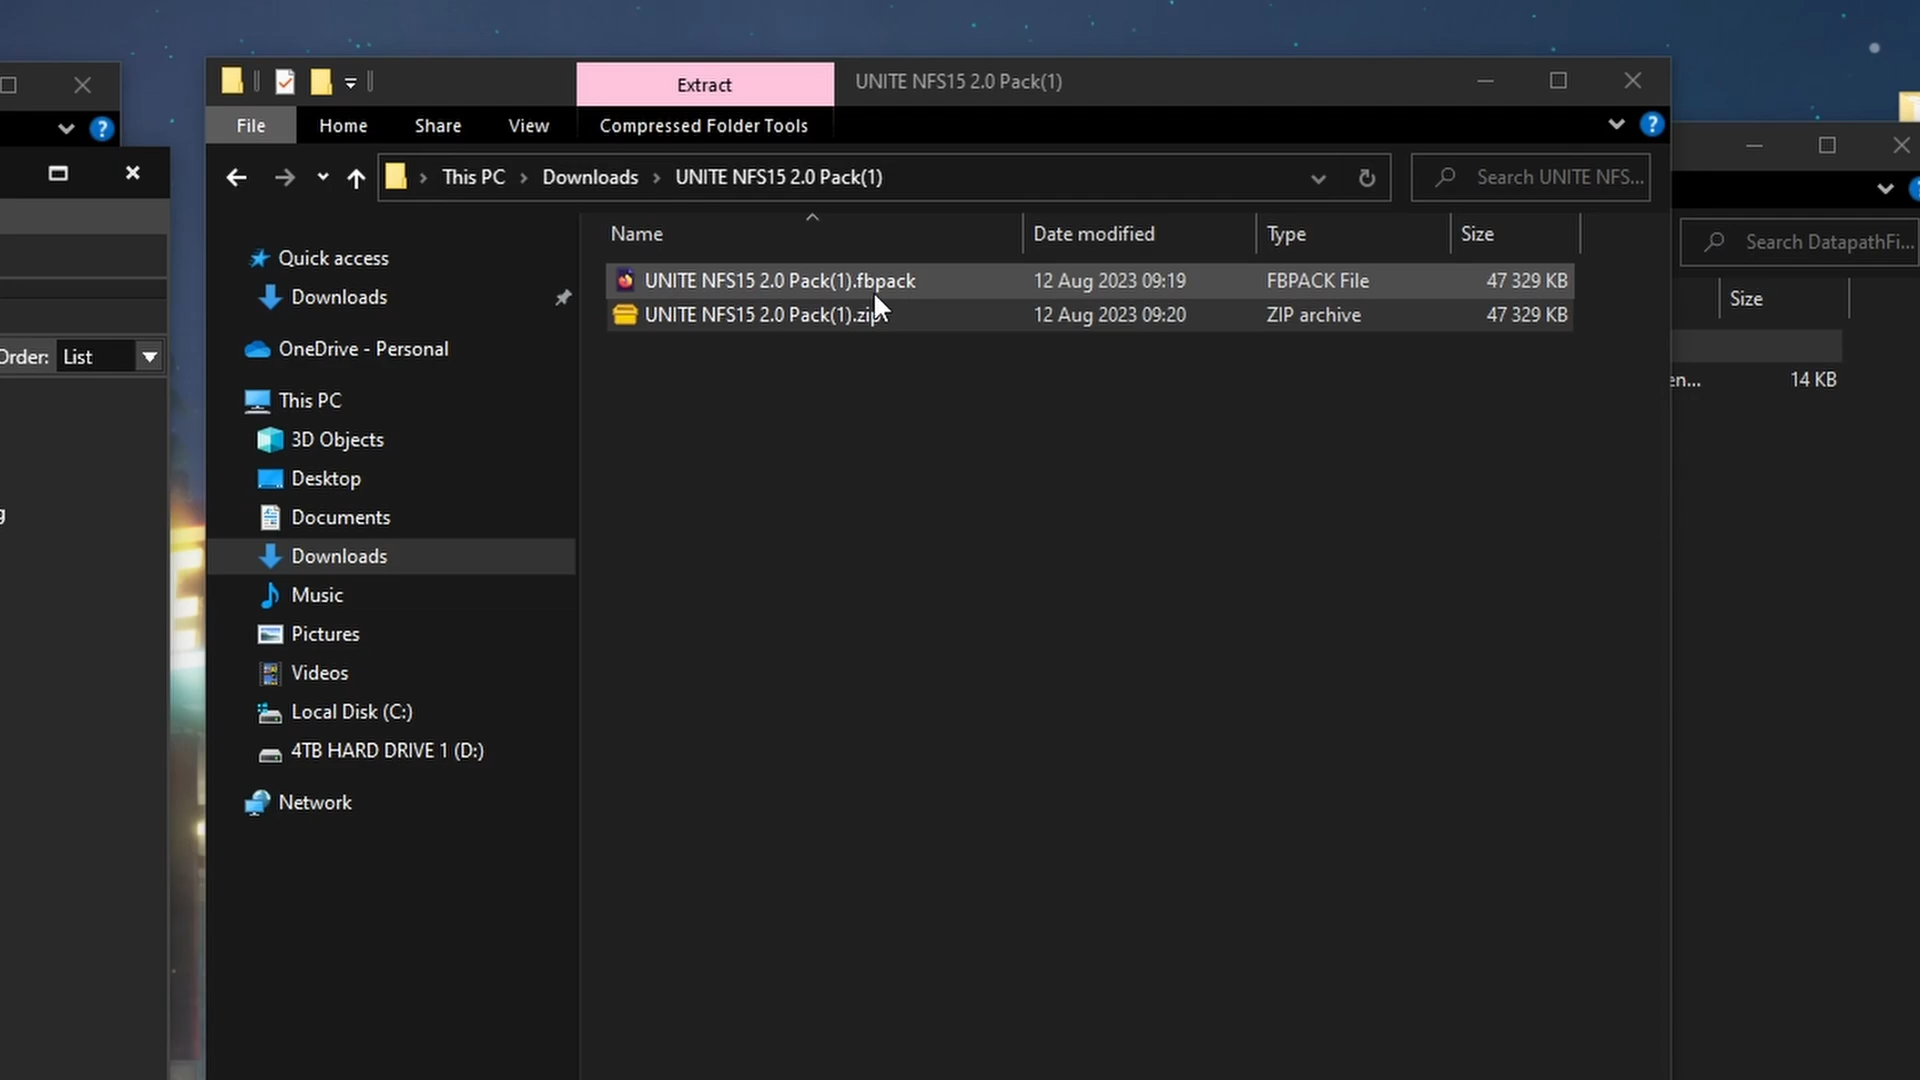 Extract
UNITE NFS15 2.0 Pack(1)
File
Home
Share
View
Compressed Folder Tools
This PC
Downloads
UNITE NFS15 2.0 Pack(1)
Search UNITE NFS...
Name
Date modified
Type
Size
UNITE NFS15 2.0 Pack(1).fbpack
12 Aug 2023 09:19
FBPACK File
47 329 KB
UNITE NFS15 2.0 Pack(1).zip
12 Aug 2023 09:20
ZIP archive
47 329 KB
Quick access
Downloads
OneDrive - Personal
This PC
3D Objects
Desktop
Documents
Downloads
Music
Pictures
Videos
Local Disk (C:)
4TB HARD DRIVE 1 (D:)
Network
Order:
List
g
Search DatapathFi...
Size
en...
14 KB